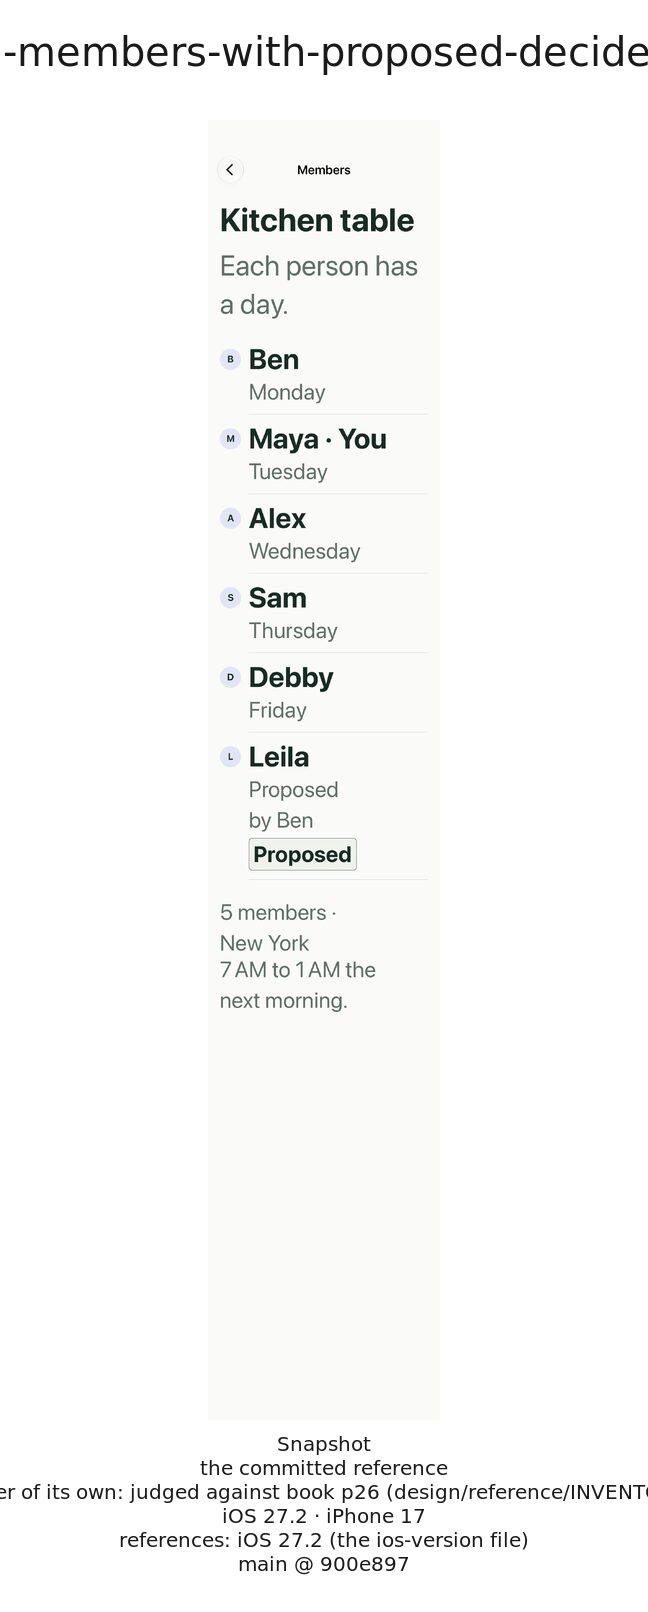 -members-with-proposed-decide
Members
Kitchen table
Each person has
a day.
B Ben
Monday
M Maya · You
Tuesday
A Alex
Wednesday
S Sam
Thursday
D Debby
Friday
L Leila
Proposed
by Ben
Proposed
5 members ·
New York
7 AM to 1 AM the
next morning.
Snapshot
the committed reference
er of its own: judged against book p26 (design/reference/INVENTO
iOS 27.2 · iPhone 17
references: iOS 27.2 (the ios-version file)
main @ 900e897